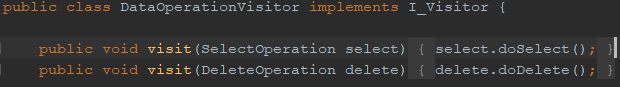 public class DataOperationVisitor implements I_Visitor {
public void visit(SelectOperation select) { select.doSelect(); }
public void visit(DeleteOperation delete) { delete.doDelete(); }